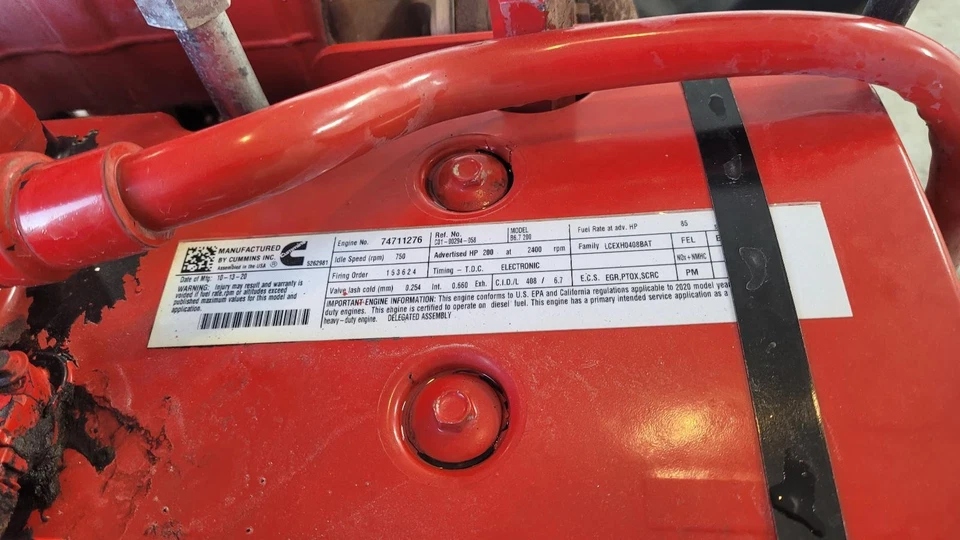 MANUFACTURED
BY CUMMINS INC.
Assembled in the USA
5262981
Date of Mfg: 10-13-20
WARNING: Injury may result and warranty
voided if fuel rate,rpm or altitudes exceed
published maximum values for this model and
application.
Engine No. 74711276
Idle Speed (rpm) 750
Firing Order 153624
Valve lash cold (mm) 0.254 Int. 0.660 Exh.
Ref. No.
C01-00294-058
MODEL
B6.7 200
Advertised HP 200 at 2400 rpm
Timing - T.D.C. ELECTRONIC
C.I.D./L 408 / 6.7
Fuel Rate at adv. HP 85
Family LCEXH0408BAT
E.C.S. EGR,PTOX,SCRC
FEL
NOx + NMHC
PM
IMPORTANT-ENGINE INFORMATION: This engine conforms to U.S. EPA and California regulations applicable to 2020 model year
duty engines. This engine is certified to operate on diesel fuel. This engine has a primary intended service application as a
heavy-duty engine. DELEGATED ASSEMBLY